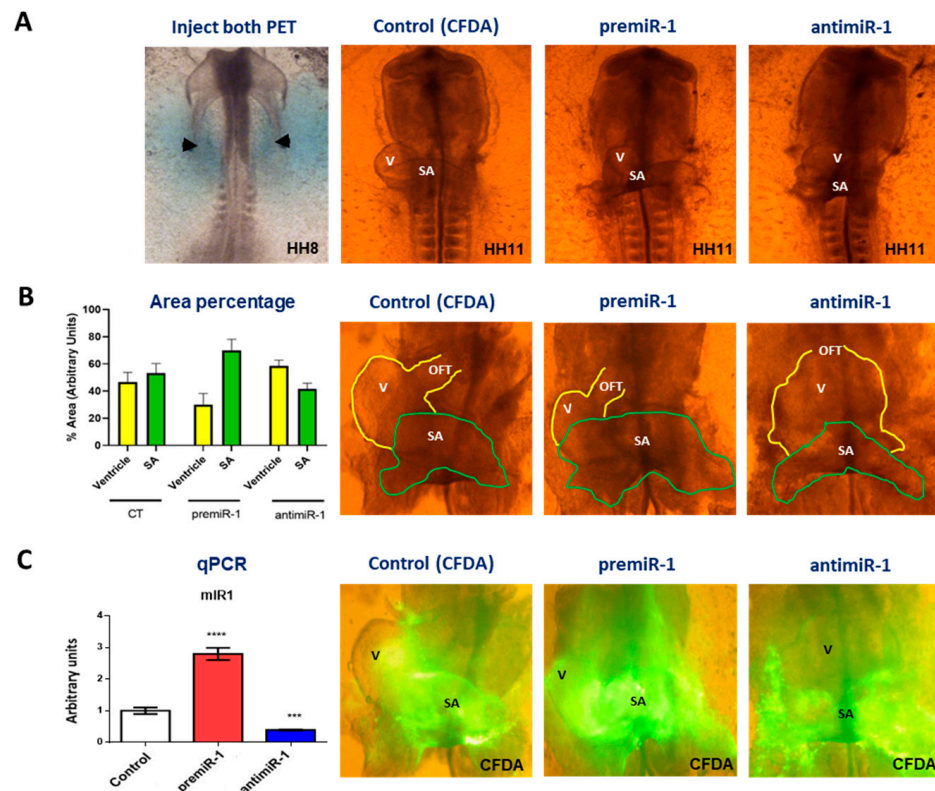 A
Inject both PET
Control (CFDA)
premiR-1
antimiR-1
HH8
V
SA
HH11
V
SA
HH11
V
SA
HH11
B
Area percentage
Control (CFDA)
premiR-1
antimiR-1
% Area (Arbitrary Units)
100
80
60
40
20
0
Ventricle
SA
Ventricle
SA
Ventricle
SA
CT
premiR-1
antimiR-1
OFT
V
SA
OFT
V
SA
OFT
V
SA
C
qPCR
Control (CFDA)
premiR-1
antimiR-1
mIR1
Arbitrary units
4
3
2
1
0
****
***
Control
premiR-1
antimiR-1
V
SA
CFDA
V
SA
CFDA
V
SA
CFDA